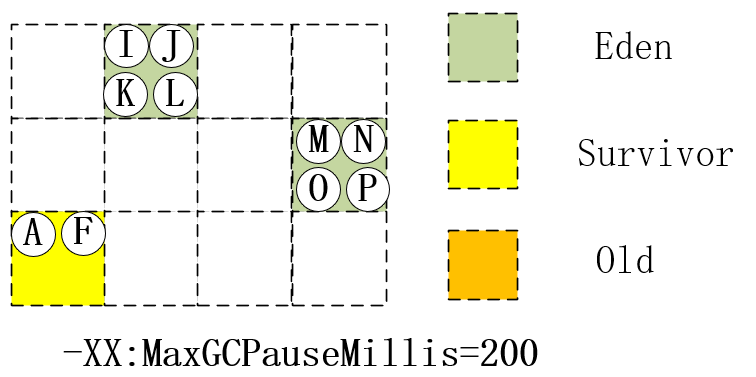 I J
K L
M N
O P
A F
Eden
Survivor
Old
-XX:MaxGCPauseMillis=200